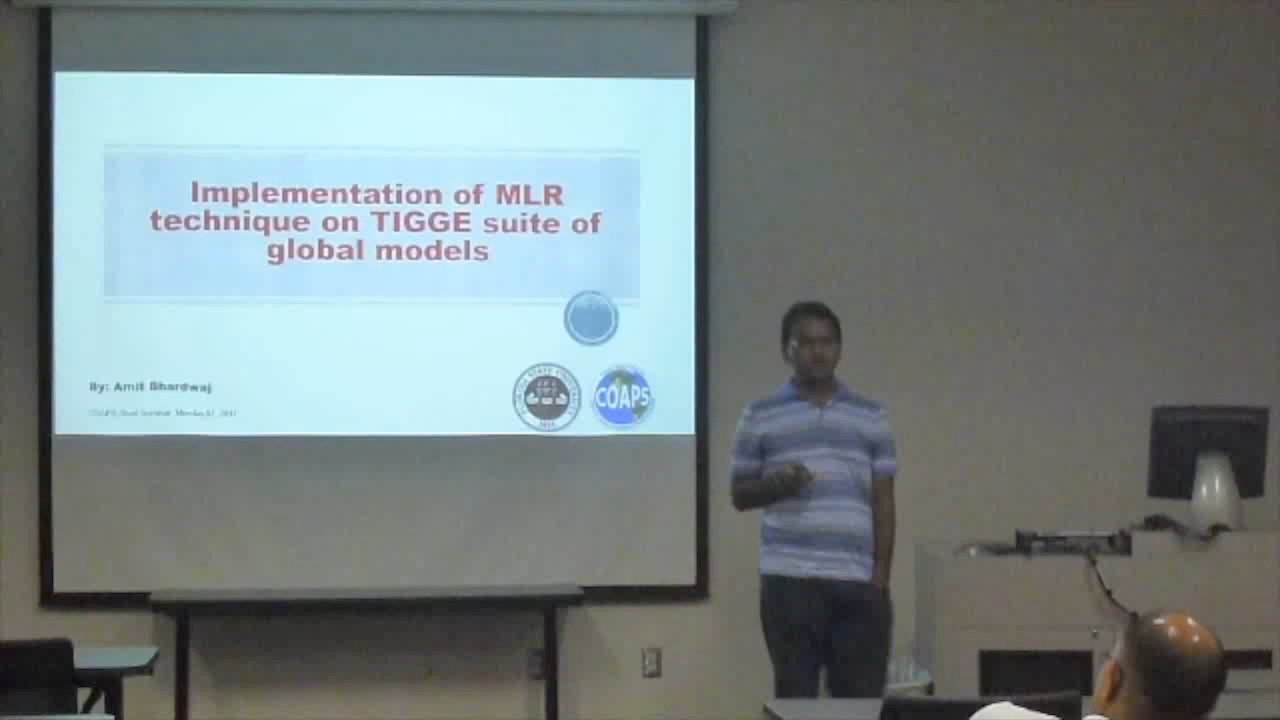 Implementation of MLR
technique on TIGGE suite of
global models
By: Amit Bhardwaj
COAPS